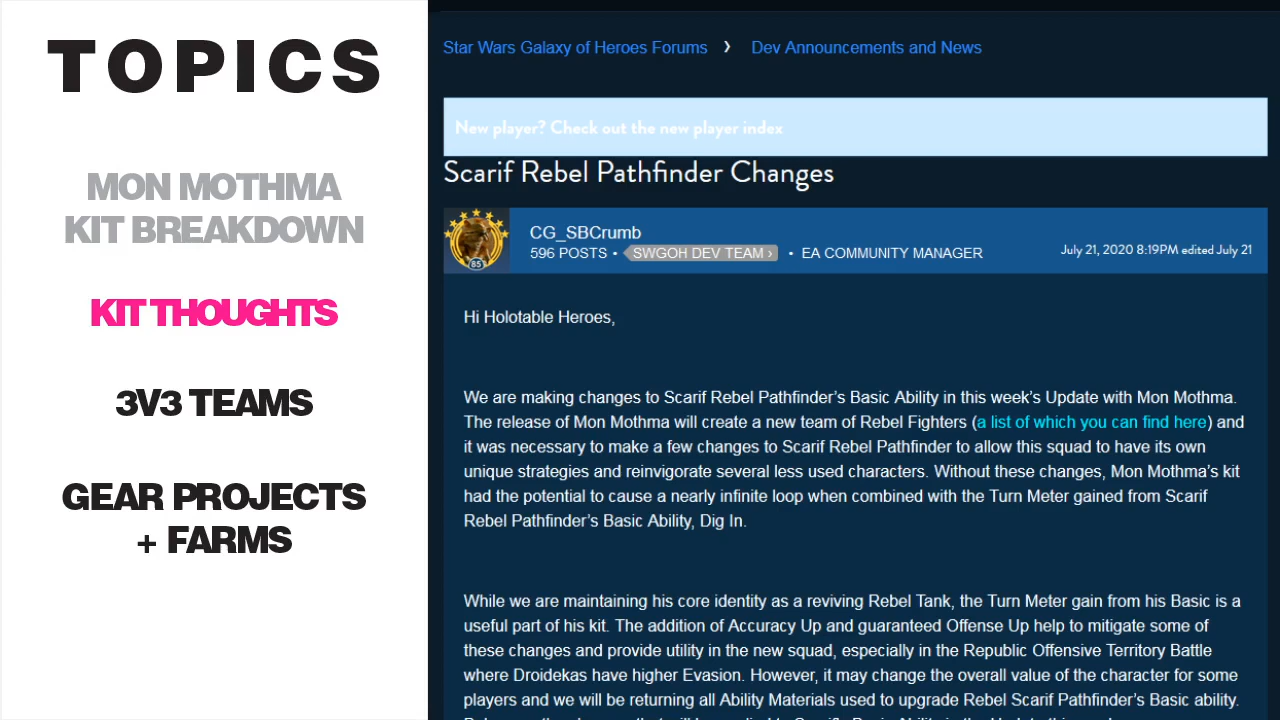 TOPICS
MON MOTHMA
KIT BREAKDOWN
KIT THOUGHTS
3V3 TEAMS
GEAR PROJECTS
+ FARMS
Star Wars Galaxy of Heroes Forums › Dev Announcements and News
New player? Check out the new player index
Scarif Rebel Pathfinder Changes
85
CG_SBCrumb
596 POSTS • SWGOH DEV TEAM › • EA COMMUNITY MANAGER
July 21, 2020 8:19PM edited July 21
Hi Holotable Heroes,
We are making changes to Scarif Rebel Pathfinder’s Basic Ability in this week’s Update with Mon Mothma.
The release of Mon Mothma will create a new team of Rebel Fighters (a list of which you can find here) and
it was necessary to make a few changes to Scarif Rebel Pathfinder to allow this squad to have its own
unique strategies and reinvigorate several less used characters. Without these changes, Mon Mothma’s kit
had the potential to cause a nearly infinite loop when combined with the Turn Meter gained from Scarif
Rebel Pathfinder’s Basic Ability, Dig In.
While we are maintaining his core identity as a reviving Rebel Tank, the Turn Meter gain from his Basic is a
useful part of his kit. The addition of Accuracy Up and guaranteed Offense Up help to mitigate some of
these changes and provide utility in the new squad, especially in the Republic Offensive Territory Battle
where Droidekas have higher Evasion. However, it may change the overall value of the character for some
players and we will be returning all Ability Materials used to upgrade Rebel Scarif Pathfinder’s Basic ability.